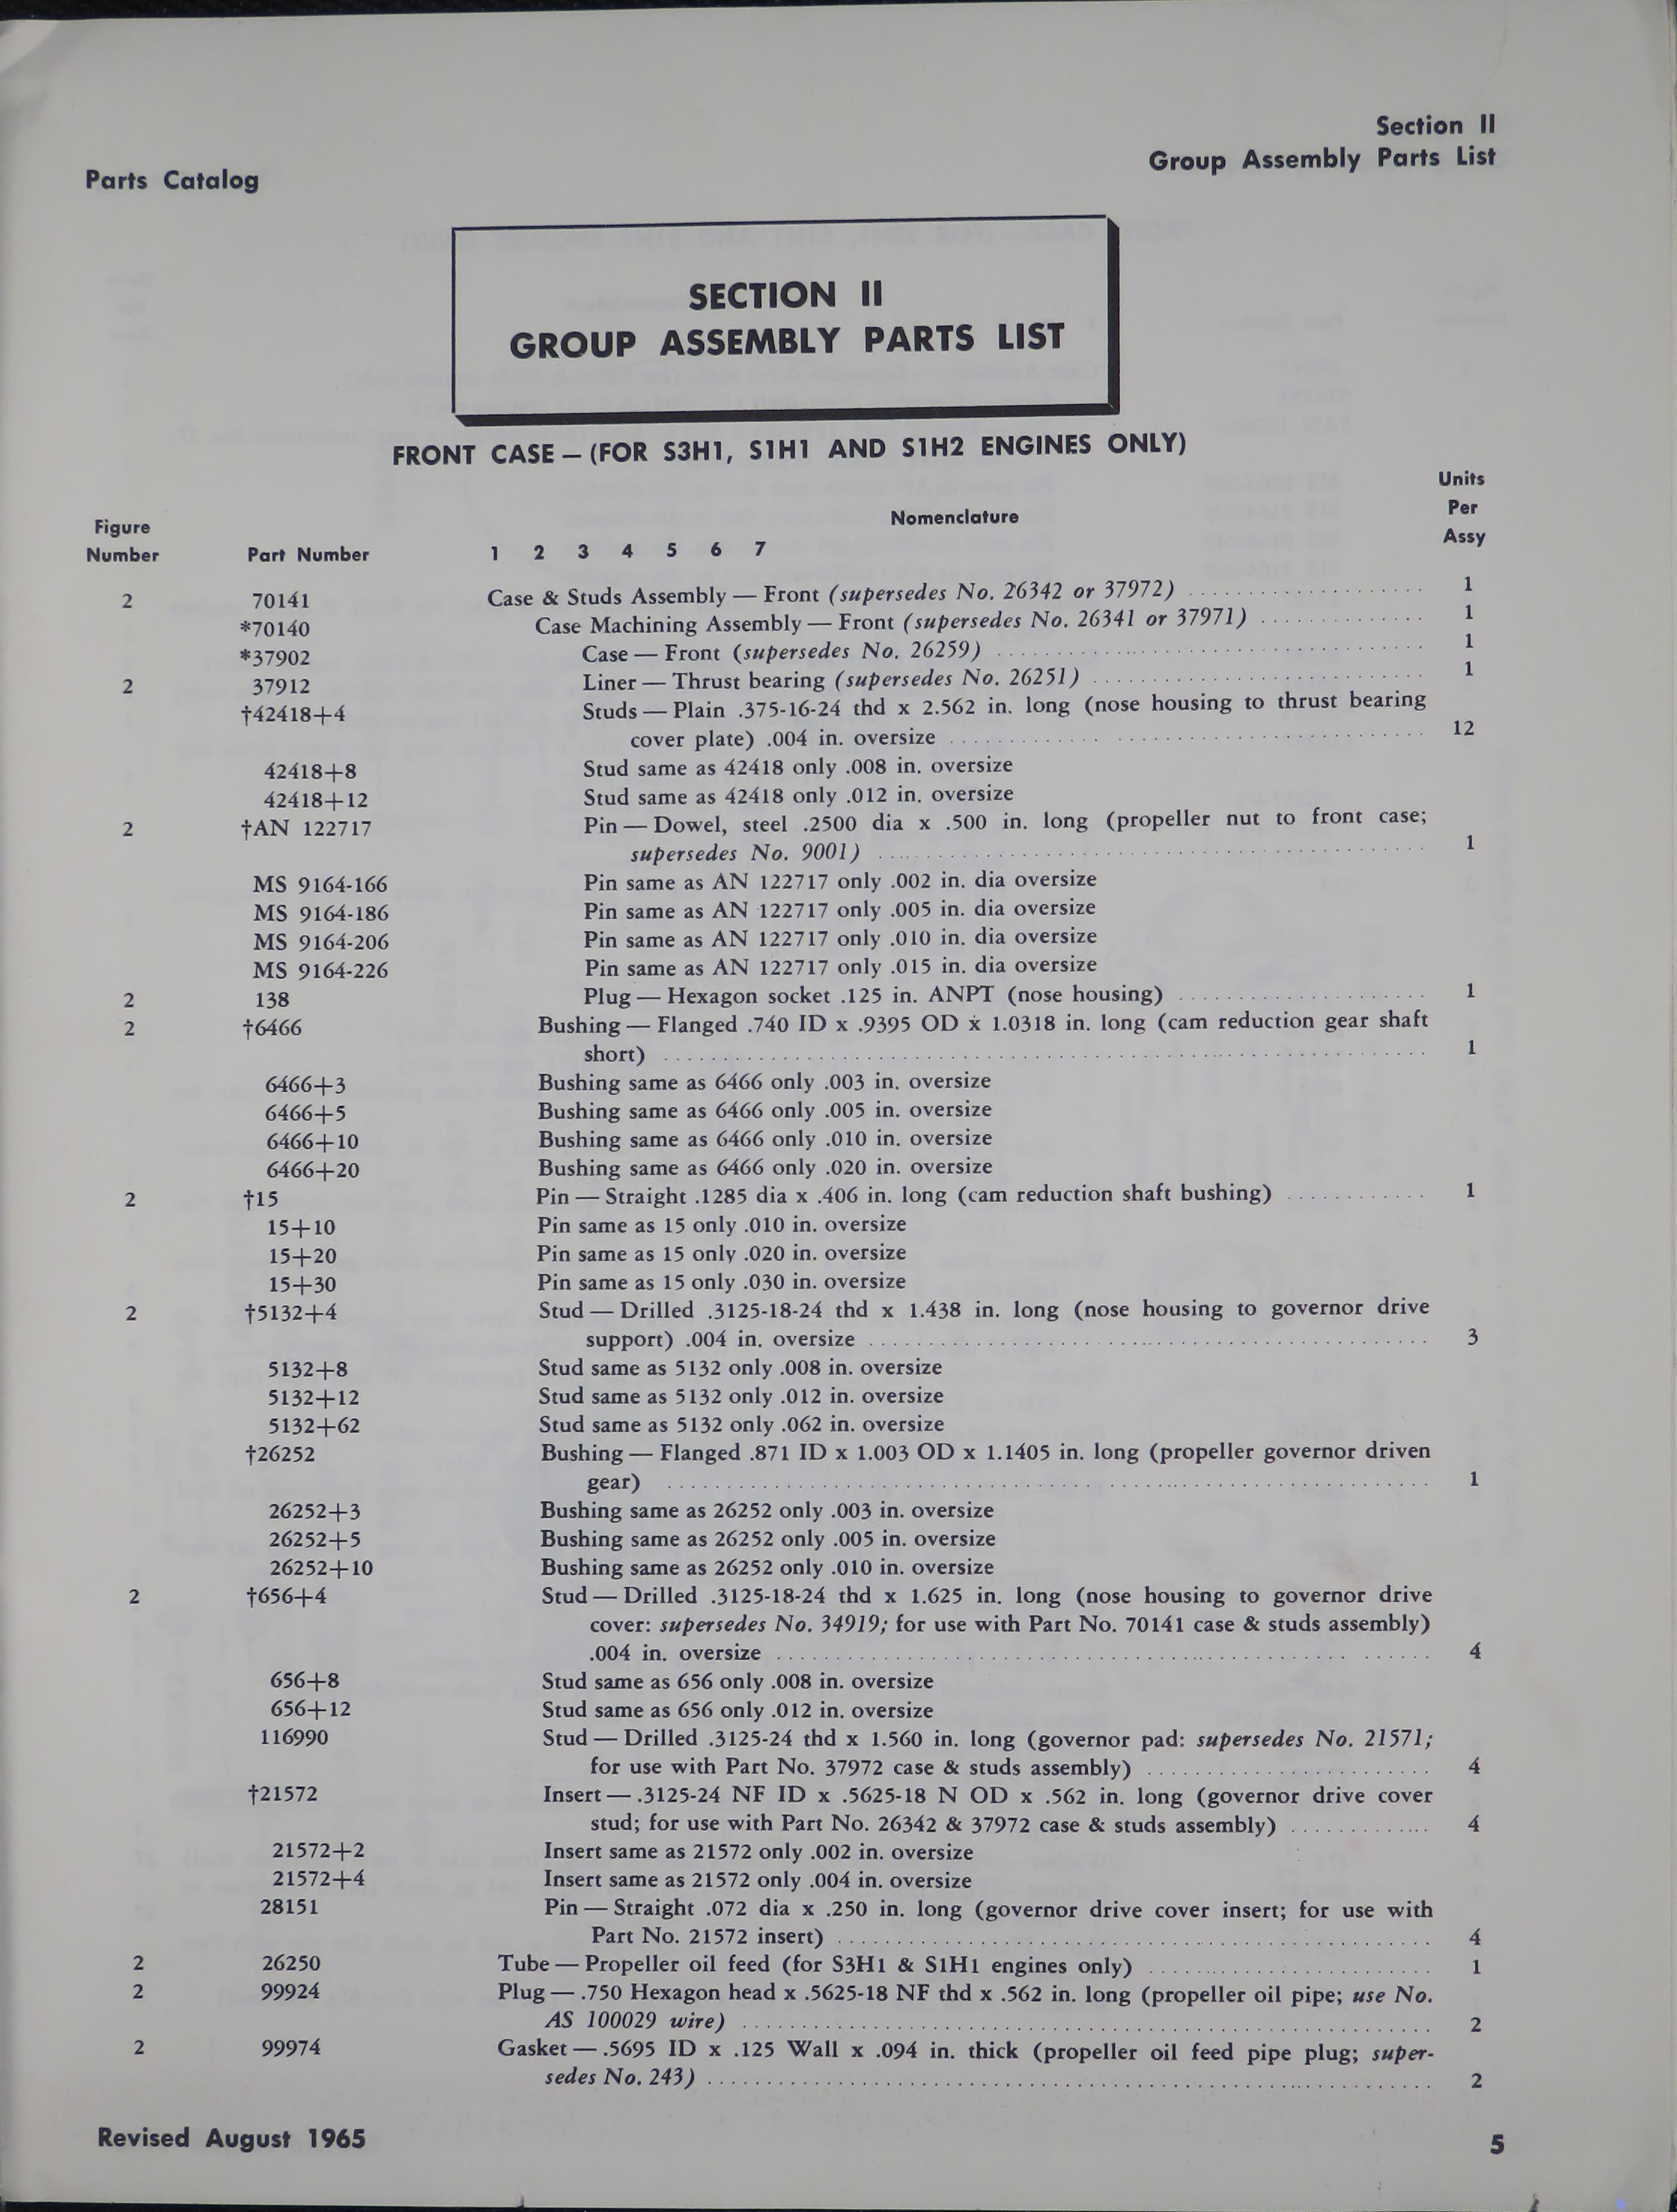 Section II
Group Assembly Parts List
Parts Catalog
SECTION II
GROUP ASSEMBLY PARTS LIST
FRONT CASE — (FOR S3H1, S1H1 AND S1H2 ENGINES ONLY)
Figure Number Part Number 1 2 3 4 5 6 7 Nomenclature Units Per Assy
2 70141 Case & Studs Assembly — Front (supersedes No. 26342 or 37972) 1
*70140 Case Machining Assembly — Front (supersedes No. 26341 or 37971) 1
*37902 Case — Front (supersedes No. 26259) 1
2 37912 Liner — Thrust bearing (supersedes No. 26251) 1
†42418+4 Studs — Plain .375-16-24 thd x 2.562 in. long (nose housing to thrust bearing
cover plate) .004 in. oversize 12
42418+8 Stud same as 42418 only .008 in. oversize
42418+12 Stud same as 42418 only .012 in. oversize
2 †AN 122717 Pin — Dowel, steel .2500 dia x .500 in. long (propeller nut to front case;
supersedes No. 9001) 1
MS 9164-166 Pin same as AN 122717 only .002 in. dia oversize
MS 9164-186 Pin same as AN 122717 only .005 in. dia oversize
MS 9164-206 Pin same as AN 122717 only .010 in. dia oversize
MS 9164-226 Pin same as AN 122717 only .015 in. dia oversize
2 138 Plug — Hexagon socket .125 in. ANPT (nose housing) 1
2 †6466 Bushing — Flanged .740 ID x .9395 OD x 1.0318 in. long (cam reduction gear shaft
short) 1
6466+3 Bushing same as 6466 only .003 in. oversize
6466+5 Bushing same as 6466 only .005 in. oversize
6466+10 Bushing same as 6466 only .010 in. oversize
6466+20 Bushing same as 6466 only .020 in. oversize
2 †15 Pin — Straight .1285 dia x .406 in. long (cam reduction shaft bushing) 1
15+10 Pin same as 15 only .010 in. oversize
15+20 Pin same as 15 only .020 in. oversize
15+30 Pin same as 15 only .030 in. oversize
2 †5132+4 Stud — Drilled .3125-18-24 thd x 1.438 in. long (nose housing to governor drive
support) .004 in. oversize 3
5132+8 Stud same as 5132 only .008 in. oversize
5132+12 Stud same as 5132 only .012 in. oversize
5132+62 Stud same as 5132 only .062 in. oversize
†26252 Bushing — Flanged .871 ID x 1.003 OD x 1.1405 in. long (propeller governor driven
gear) 1
26252+3 Bushing same as 26252 only .003 in. oversize
26252+5 Bushing same as 26252 only .005 in. oversize
26252+10 Bushing same as 26252 only .010 in. oversize
2 †656+4 Stud — Drilled .3125-18-24 thd x 1.625 in. long (nose housing to governor drive
cover: supersedes No. 34919; for use with Part No. 70141 case & studs assembly)
.004 in. oversize 4
656+8 Stud same as 656 only .008 in. oversize
656+12 Stud same as 656 only .012 in. oversize
116990 Stud — Drilled .3125-24 thd x 1.560 in. long (governor pad: supersedes No. 21571;
for use with Part No. 37972 case & studs assembly) 4
†21572 Insert — .3125-24 NF ID x .5625-18 N OD x .562 in. long (governor drive cover
stud; for use with Part No. 26342 & 37972 case & studs assembly) 4
21572+2 Insert same as 21572 only .002 in. oversize
21572+4 Insert same as 21572 only .004 in. oversize
28151 Pin — Straight .072 dia x .250 in. long (governor drive cover insert; for use with
Part No. 21572 insert) 4
2 26250 Tube — Propeller oil feed (for S3H1 & S1H1 engines only) 1
2 99924 Plug — .750 Hexagon head x .5625-18 NF thd x .562 in. long (propeller oil pipe; use No.
AS 100029 wire) 2
2 99974 Gasket — .5695 ID x .125 Wall x .094 in. thick (propeller oil feed pipe plug; super-
sedes No. 243) 2
Revised August 1965
5